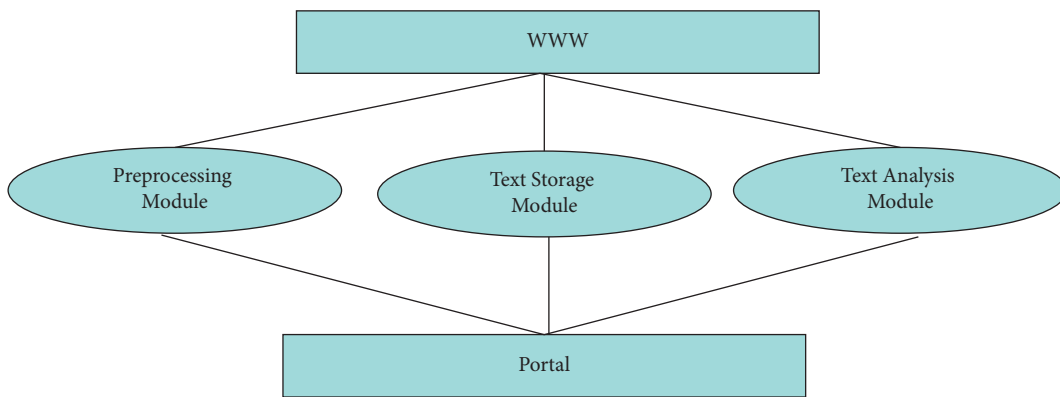 WWW
Preprocessing
Module
Text Storage
Module
Text Analysis
Module
Portal